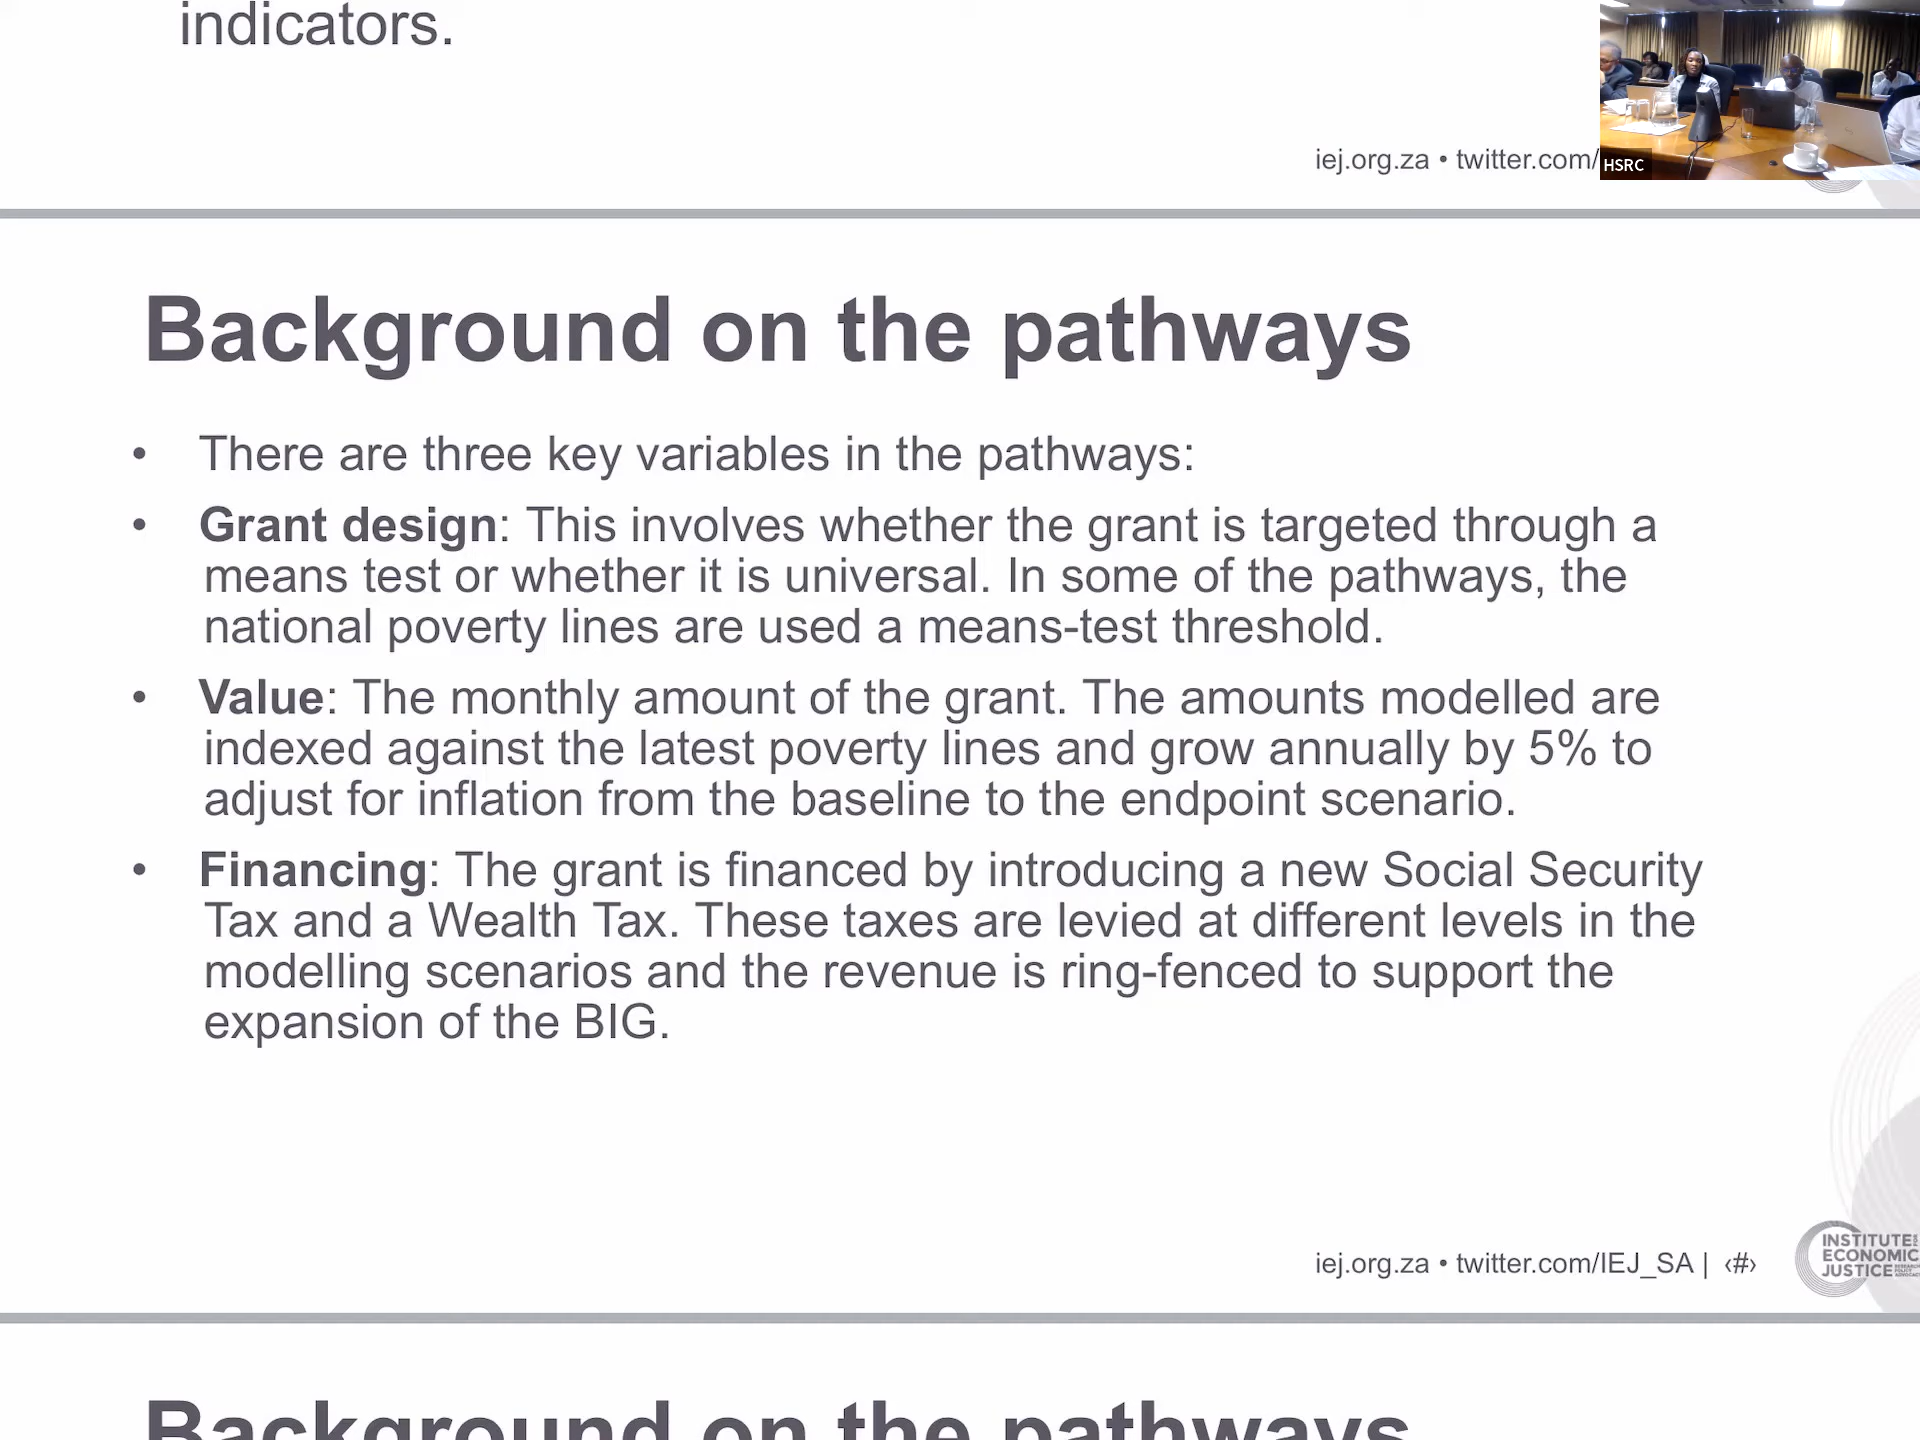 indicators.
iej.org.za • twitter.com/
HSRC
Background on the pathways
• There are three key variables in the pathways:
• Grant design: This involves whether the grant is targeted through a
means test or whether it is universal. In some of the pathways, the
national poverty lines are used a means-test threshold.
• Value: The monthly amount of the grant. The amounts modelled are
indexed against the latest poverty lines and grow annually by 5% to
adjust for inflation from the baseline to the endpoint scenario.
• Financing: The grant is financed by introducing a new Social Security
Tax and a Wealth Tax. These taxes are levied at different levels in the
modelling scenarios and the revenue is ring-fenced to support the
expansion of the BIG.
iej.org.za • twitter.com/IEJ_SA | ‹#›
INSTITUTE
ECONOMIC
JUSTICE
Background on the pathways